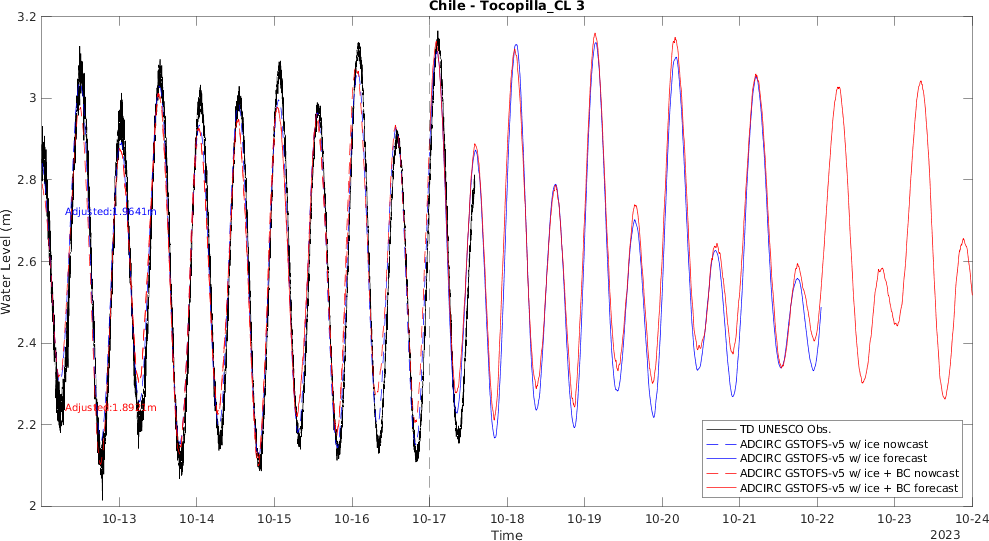 Chile - Tocopilla_CL 3
3.2
3
2.8
2.6
2.4
2.2
2
Water Level (m)
Adjusted:1.9641m
10-13
10-14
10-15
10-16
10-17
10-18
10-19
10-20
10-21
10-22
10-23
10-24
Time
2023
TD UNESCO Obs.
ADCIRC GSTOFS-v5 w/ ice nowcast
ADCIRC GSTOFS-v5 w/ ice forecast
ADCIRC GSTOFS-v5 w/ ice + BC nowcast
ADCIRC GSTOFS-v5 w/ ice + BC forecast